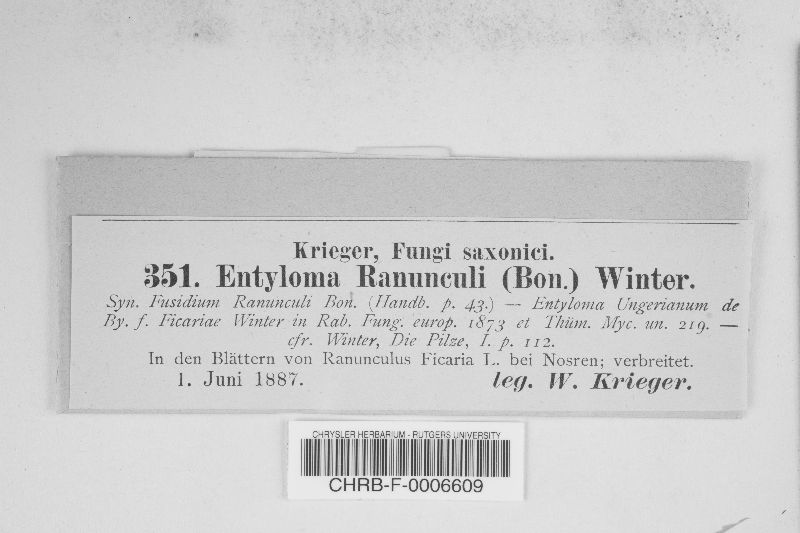 Krieger, Fungi saxonici.
351. Entyloma Ranunculi (Bon.) Winter.
Syn. Fusidium Ranunculi Bon. (Handb. p. 43.) — Entyloma Ungerianum de
By. f. Ficariae Winter in Rab. Fung. europ. 1873 et Thüm. Myc. un. 219. —
cfr. Winter, Die Pilze, I. p. 112.
In den Blättern von Ranunculus Ficaria L. bei Nosren; verbreitet.
1. Juni 1887. leg. W. Krieger.
CHRYSLER HERBARIUM - RUTGERS UNIVERSITY
CHRB-F-0006609